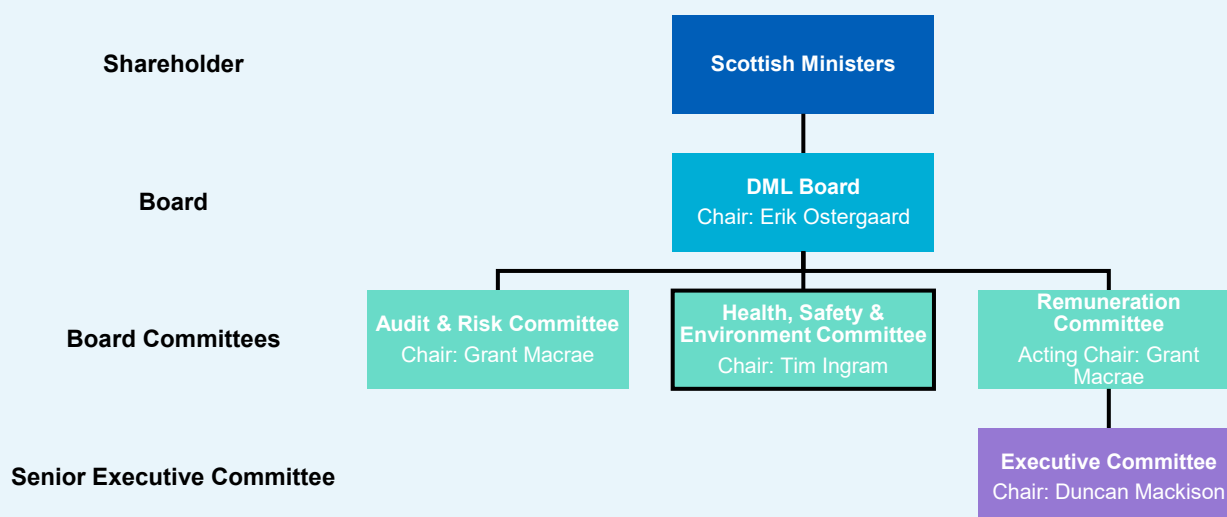 Shareholder
Scottish Ministers
Board
DML Board
Chair: Erik Ostergaard
Board Committees
Audit & Risk Committee
Chair: Grant Macrae
Health, Safety &
Environment Committee
Chair: Tim Ingram
Remuneration
Committee
Acting Chair: Grant
Macrae
Senior Executive Committee
Executive Committee
Chair: Duncan Mackison